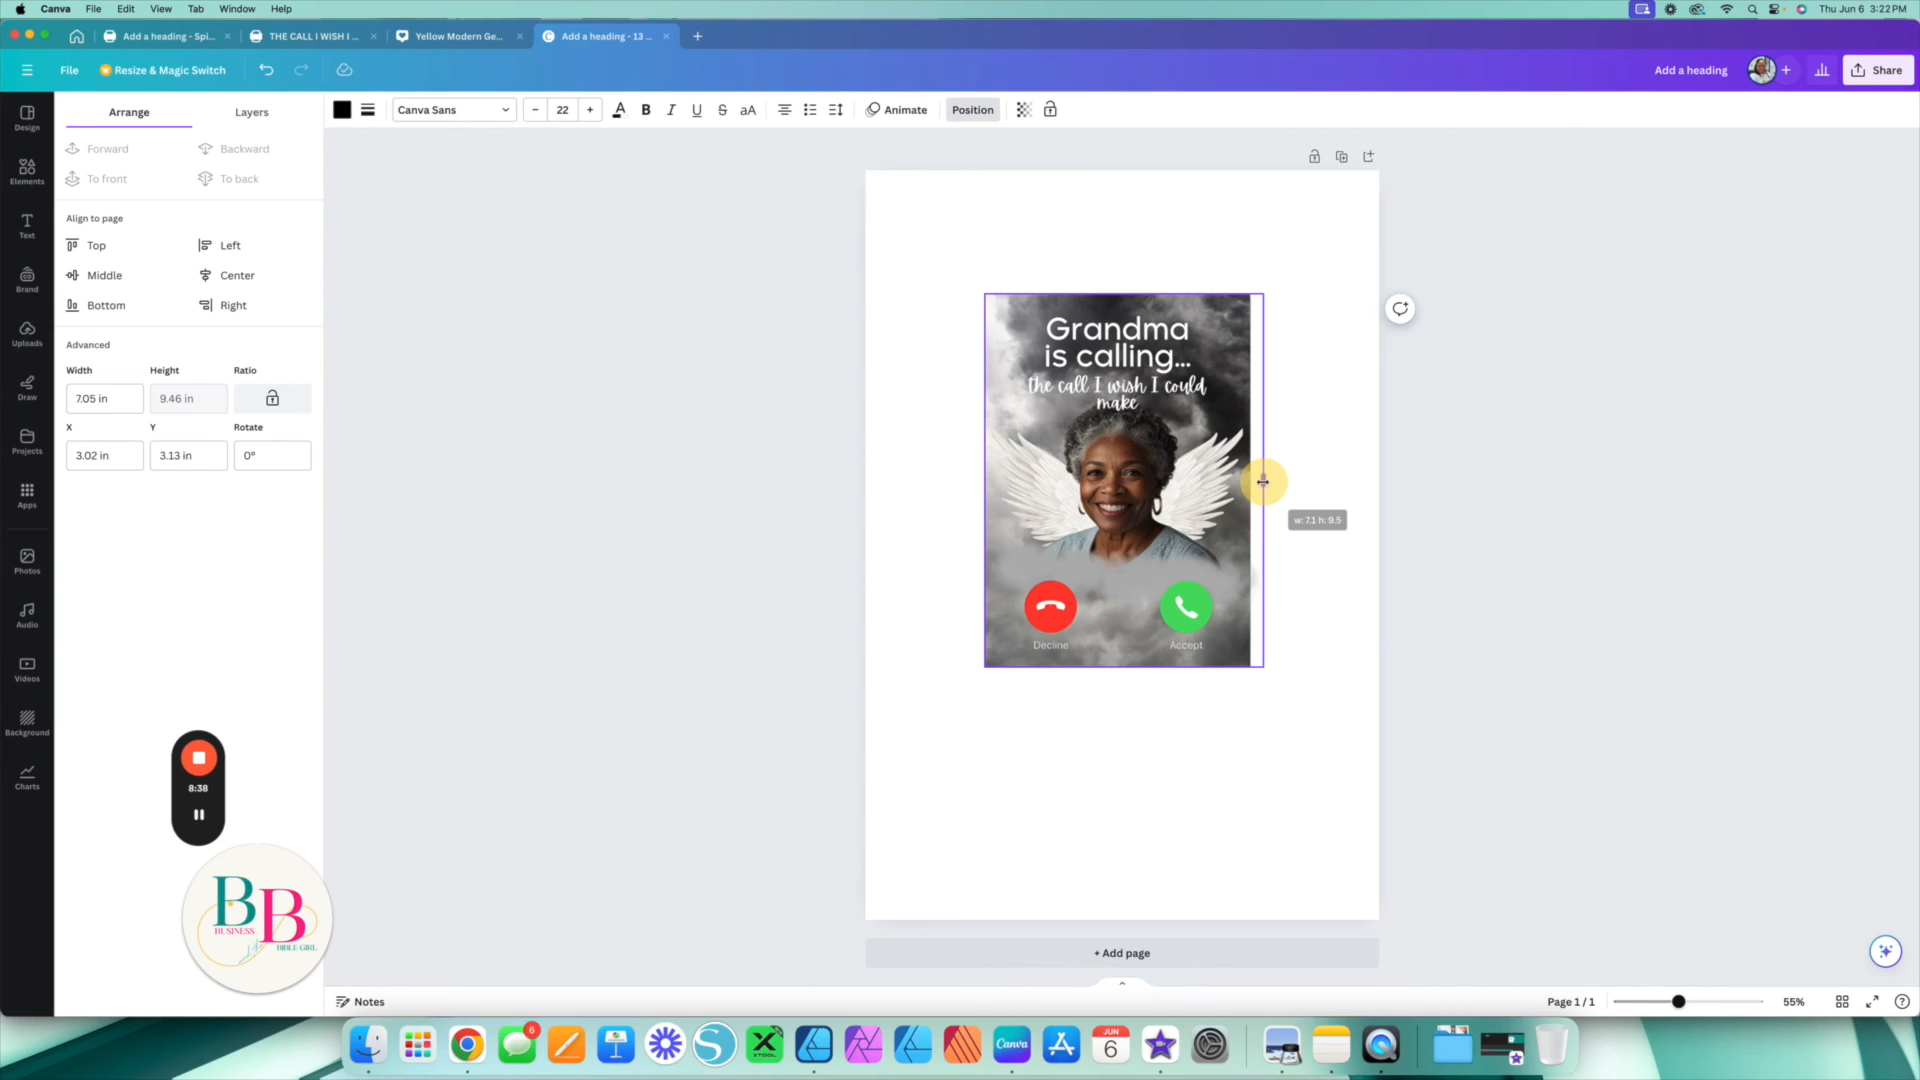 Canva File Edit View Tab Window Help Thu Jun 6 3:22 PM
Add a heading - Spi... THE CALL I WISH I ... Yellow Modern Ge... Add a heading - 13 ...
File Resize & Magic Switch Add a heading Share
Arrange Layers Canva Sans 22 B I U S aA Animate Position
Design
Forward Backward
To front To back
Elements
Align to page
Top Left
Text
Middle Center
Brand
Bottom Right
Uploads
Advanced
Width Height Ratio
7.05 in 9.46 in
Draw
X Y Rotate
3.02 in 3.13 in 0°
Projects
Apps
Photos
Audio
Videos
Background
Charts
Grandma
is calling...
the call I wish I could
make
w: 7.1 h: 9.5
Decline Accept
8:38
BB
BUSINESS
and the
BIBLE GIRL
+ Add page
Notes Page 1 / 1 55%
6
XTOOL
Canva
JUN
6